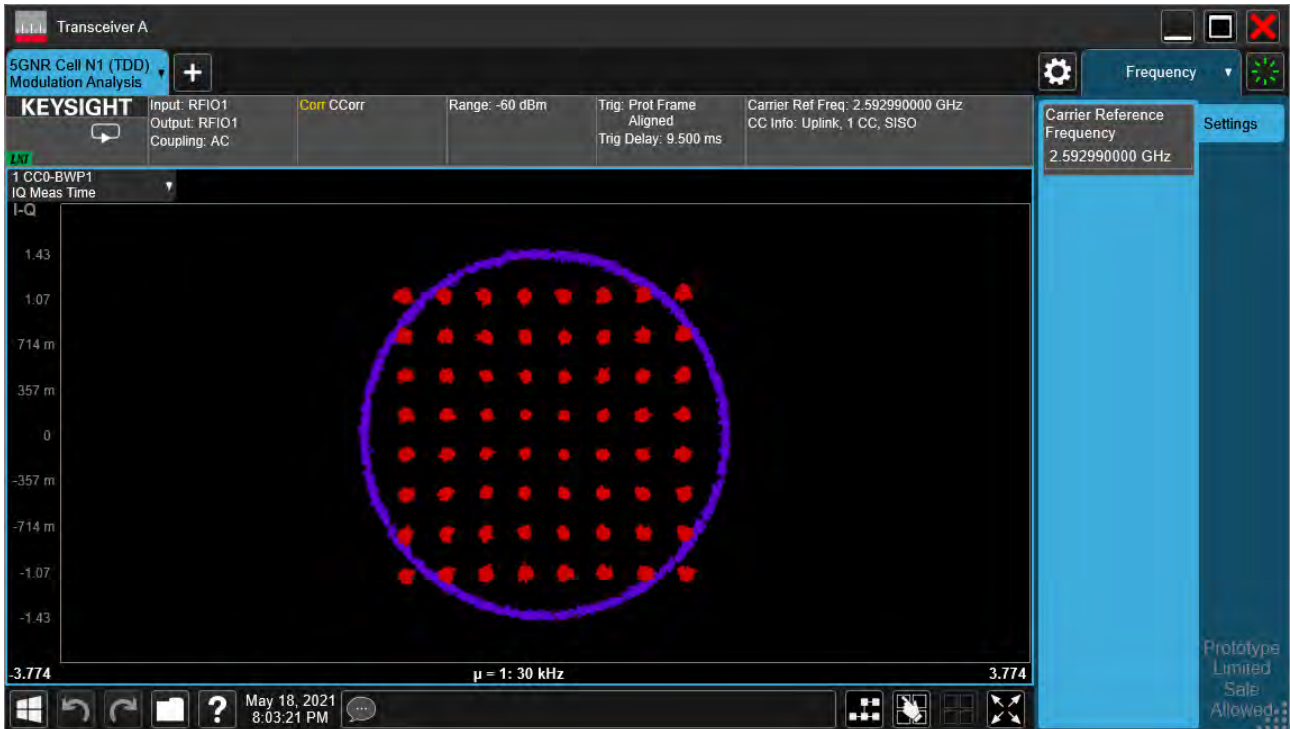 Transceiver A
5GNR Cell N1 (TDD)
Modulation Analysis
+
Frequency
KEYSIGHT
LXI
Input: RFIO1
Output: RFIO1
Coupling: AC
Corr CCorr
Range: -60 dBm
Trig: Prot Frame
Aligned
Trig Delay: 9.500 ms
Carrier Ref Freq: 2.592990000 GHz
CC Info: Uplink, 1 CC, SISO
Carrier Reference
Frequency
2.592990000 GHz
Settings
1 CC0-BWP1
IQ Meas Time
I-Q
1.43
1.07
714 m
357 m
0
-357 m
-714 m
-1.07
-1.43
-3.774
µ = 1: 30 kHz
3.774
?
May 18, 2021
8:03:21 PM
Prototype
Limited
Sale
Allowed